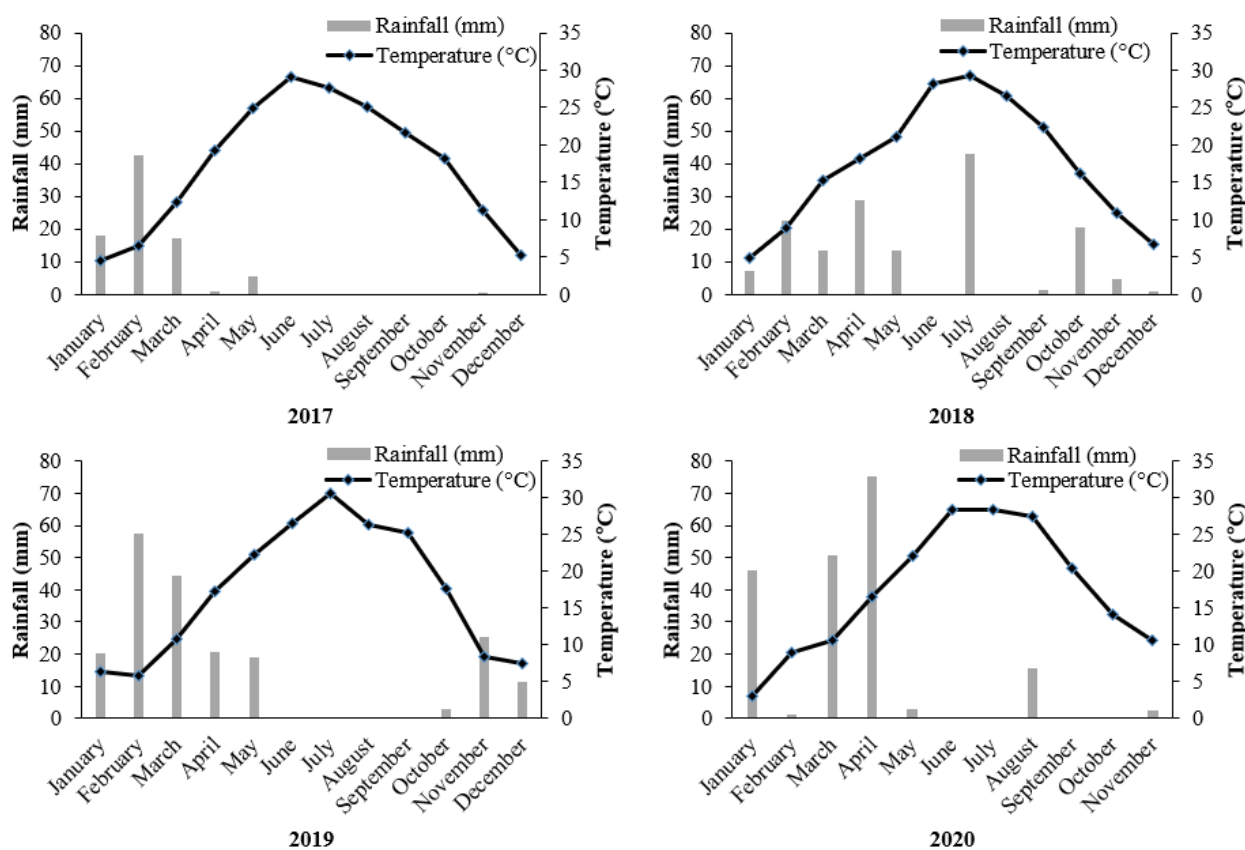 Rainfall (mm)
Temperature (°C)
80
70
60
50
40
30
20
10
0
35
30
25
20
15
10
5
0
Rainfall (mm)
Temperature (°C)
January
February
March
April
May
June
July
August
September
October
November
December
2017
Rainfall (mm)
Temperature (°C)
80
70
60
50
40
30
20
10
0
35
30
25
20
15
10
5
0
Rainfall (mm)
Temperature (°C)
January
February
March
April
May
June
July
August
September
October
November
December
2018
Rainfall (mm)
Temperature (°C)
80
70
60
50
40
30
20
10
0
35
30
25
20
15
10
5
0
Rainfall (mm)
Temperature (°C)
January
February
March
April
May
June
July
August
September
October
November
December
2019
Rainfall (mm)
Temperature (°C)
80
70
60
50
40
30
20
10
0
35
30
25
20
15
10
5
0
Rainfall (mm)
Temperature (°C)
January
February
March
April
May
June
July
August
September
October
November
2020